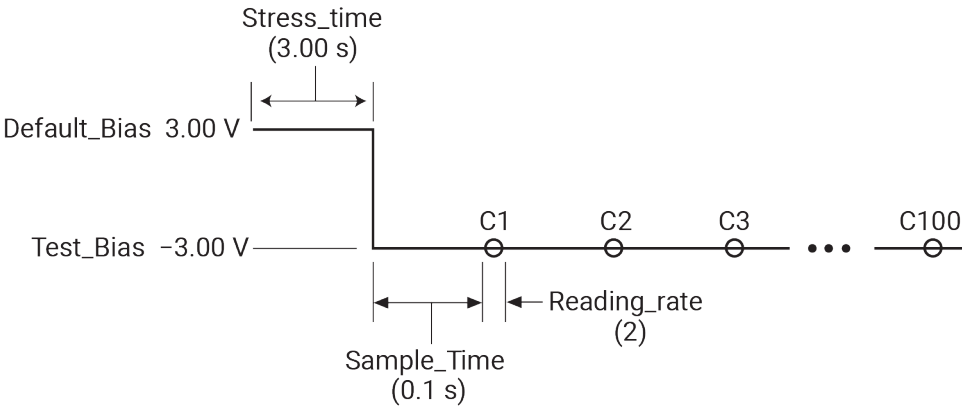 Stress_time
(3.00 s)
Default_Bias 3.00 V
C1 C2 C3 C100
Test_Bias −3.00 V
Reading_rate
(2)
Sample_Time
(0.1 s)